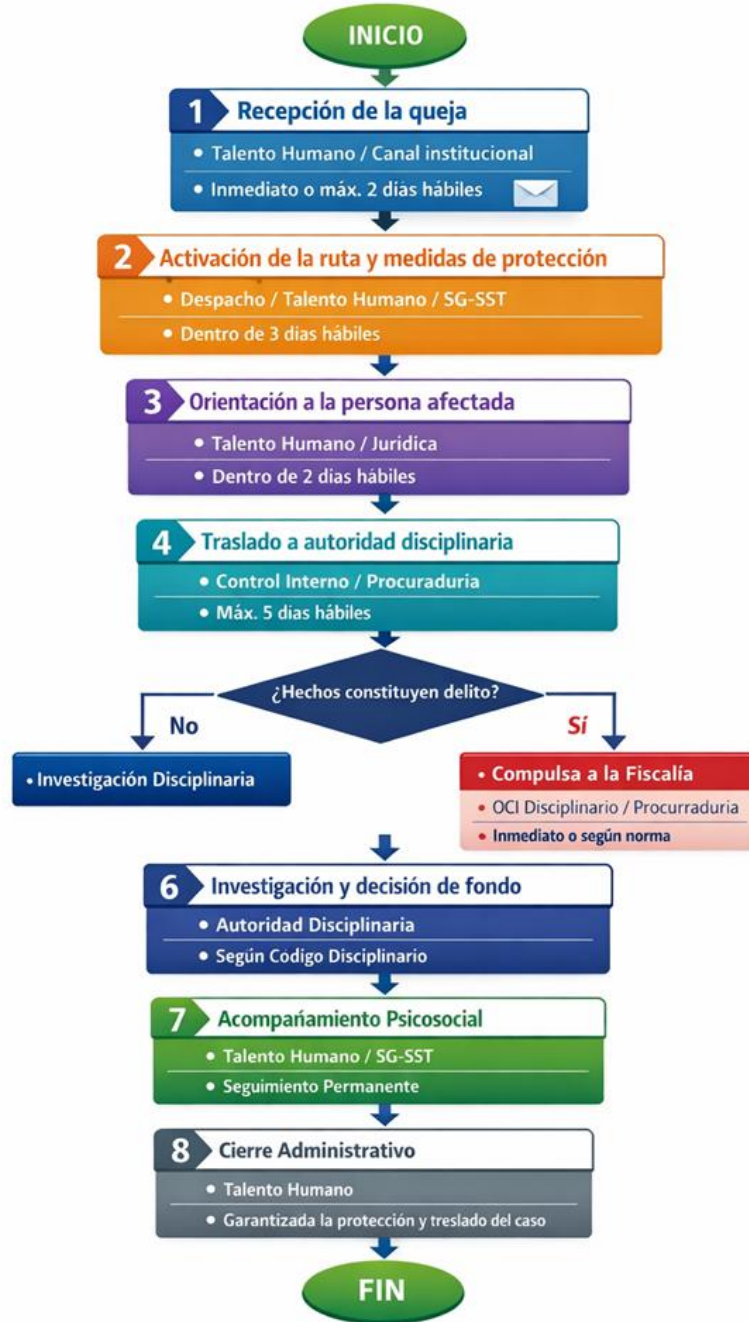 INICIO
1 Recepción de la queja
• Talento Humano / Canal institucional
• Inmediato o máx. 2 días hábiles
2 Activación de la ruta y medidas de protección
• Despacho / Talento Humano / SG-SST
• Dentro de 3 dias hábiles
3 Orientación a la persona afectada
• Talento Humano / Juridica
• Dentro de 2 dias hábiles
4 Traslado a autoridad disciplinaria
• Control Interno / Procuraduria
• Máx. 5 dias hábiles
¿Hechos constituyen delito?
No
Sí
• Investigación Disciplinaria
• Compulsa a la Fiscalía
• OCI Disciplinario / Procurraduria
• Inmediato o según norma
6 Investigación y decisión de fondo
• Autoridad Disciplinaria
• Según Código Disciplinario
7 Acompañamiento Psicosocial
• Talento Humano / SG-SST
• Seguimiento Permanente
8 Cierre Administrativo
• Talento Humano
• Garantizada la protección y treslado del caso
FIN